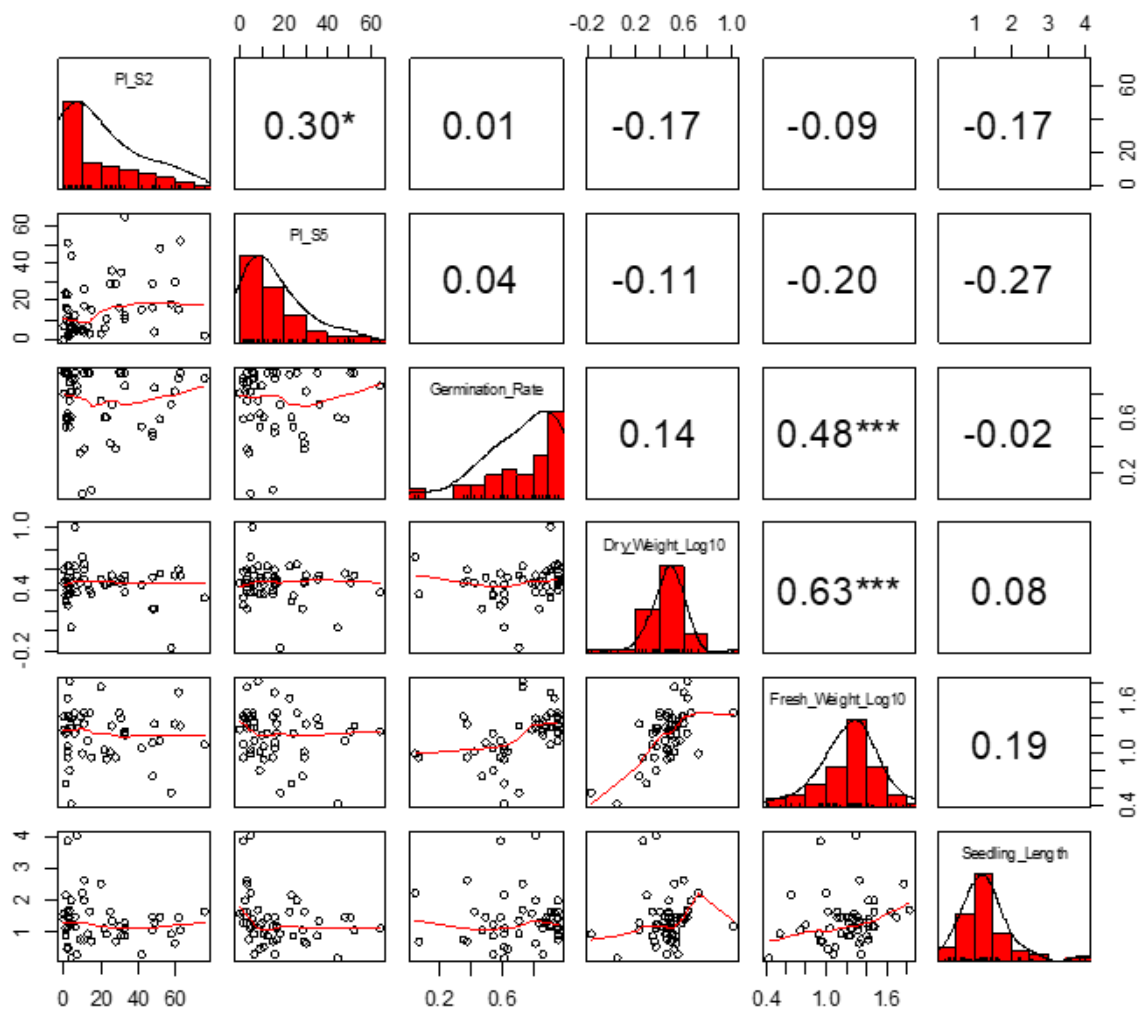 0 20 40 60 -0.2 0.2 0.6 1.0 1 2 3 4
PI_S2 0.30* 0.01 -0.17 -0.09 -0.17 0 20 60
0 20 40 60 PI_S5 0.04 -0.11 -0.20 -0.27
Germination_Rate 0.14 0.48*** -0.02 0.2 0.6
-0.2 0.4 1.0 Dry_Weight_Log10 0.63*** 0.08
Fresh_Weight_Log10 0.19 0.4 1.0 1.6
1 2 3 4 Seedling_Length
0 20 40 60 0.2 0.6 0.4 1.0 1.6